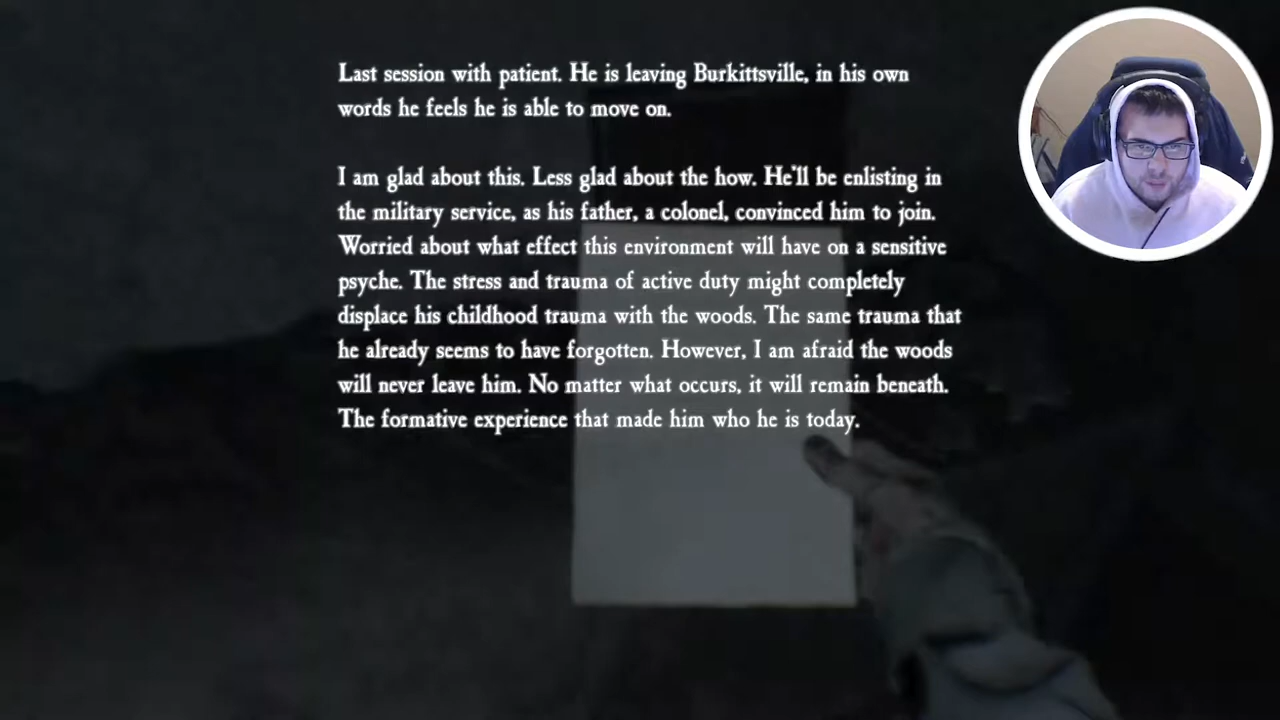 Last session with patient. He is leaving Burkittsville, in his own
words he feels he is able to move on.
I am glad about this. Less glad about the how. He'll be enlisting in
the military service, as his father, a colonel, convinced him to join.
Worried about what effect this environment will have on a sensitive
psyche. The stress and trauma of active duty might completely
displace his childhood trauma with the woods. The same trauma that
he already seems to have forgotten. However, I am afraid the woods
will never leave him. No matter what occurs, it will remain beneath.
The formative experience that made him who he is today.